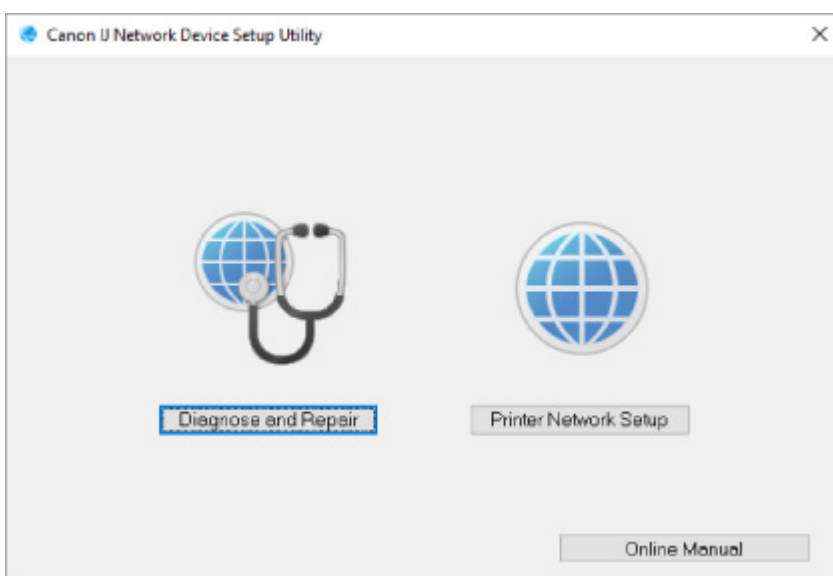 Canon IJ Network Device Setup Utility
Diagnose and Repair
Printer Network Setup
Online Manual